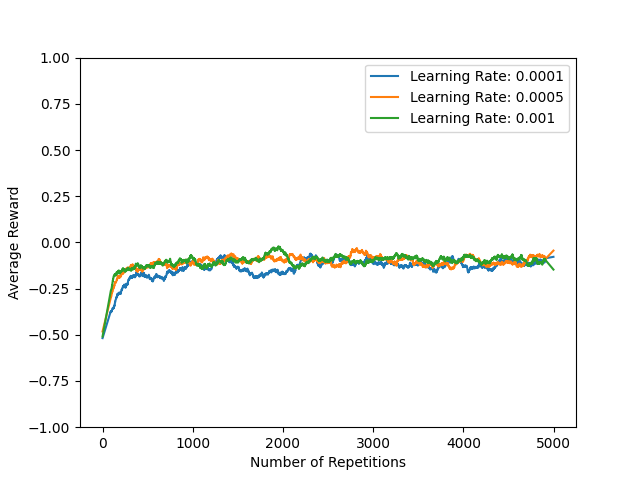 1.00
0.75
0.50
0.25
0.00
−0.25
−0.50
−0.75
−1.00
Average Reward
Learning Rate: 0.0001
Learning Rate: 0.0005
Learning Rate: 0.001
0 1000 2000 3000 4000 5000
Number of Repetitions